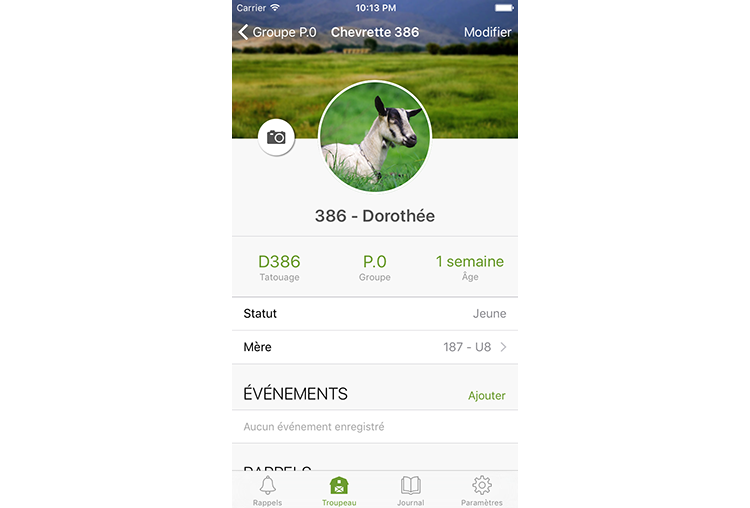 Carrier 10:13 PM
Groupe P.0 Chevrette 386 Modifier
386 - Dorothée
D386 P.0 1 semaine
Tatouage Groupe Âge
Statut Jeune
Mère 187 - U8
ÉVÉNEMENTS Ajouter
Aucun événement enregistré
RAPPELS
Rappels Troupeau Journal Paramètres